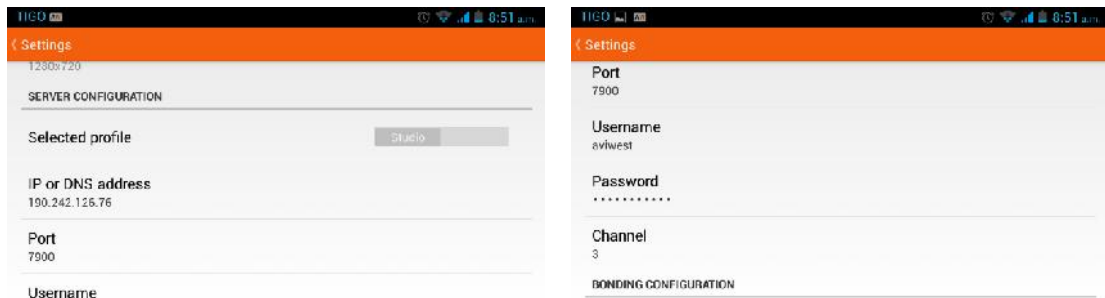 TIGO
8:51 a.m.
Settings
1280x720
SERVER CONFIGURATION
Selected profile
Studio
IP or DNS address
190.242.126.76
Port
7900
Username
TIGO
8:51 a.m.
Settings
Port
7900
Username
aviwest
Password
Channel
3
BONDING CONFIGURATION